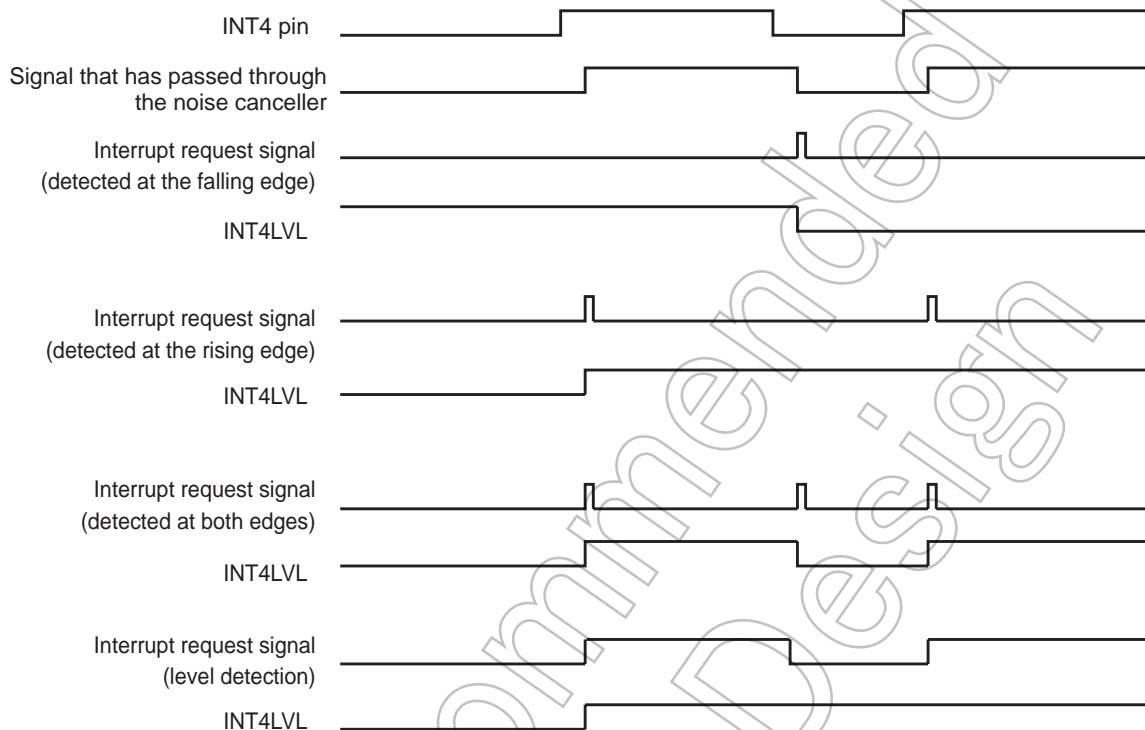 INT4 pin
Signal that has passed through
the noise canceller
Interrupt request signal
(detected at the falling edge)
INT4LVL
Interrupt request signal
(detected at the rising edge)
INT4LVL
Interrupt request signal
(detected at both edges)
INT4LVL
Interrupt request signal
(level detection)
INT4LVL
ommended
Design